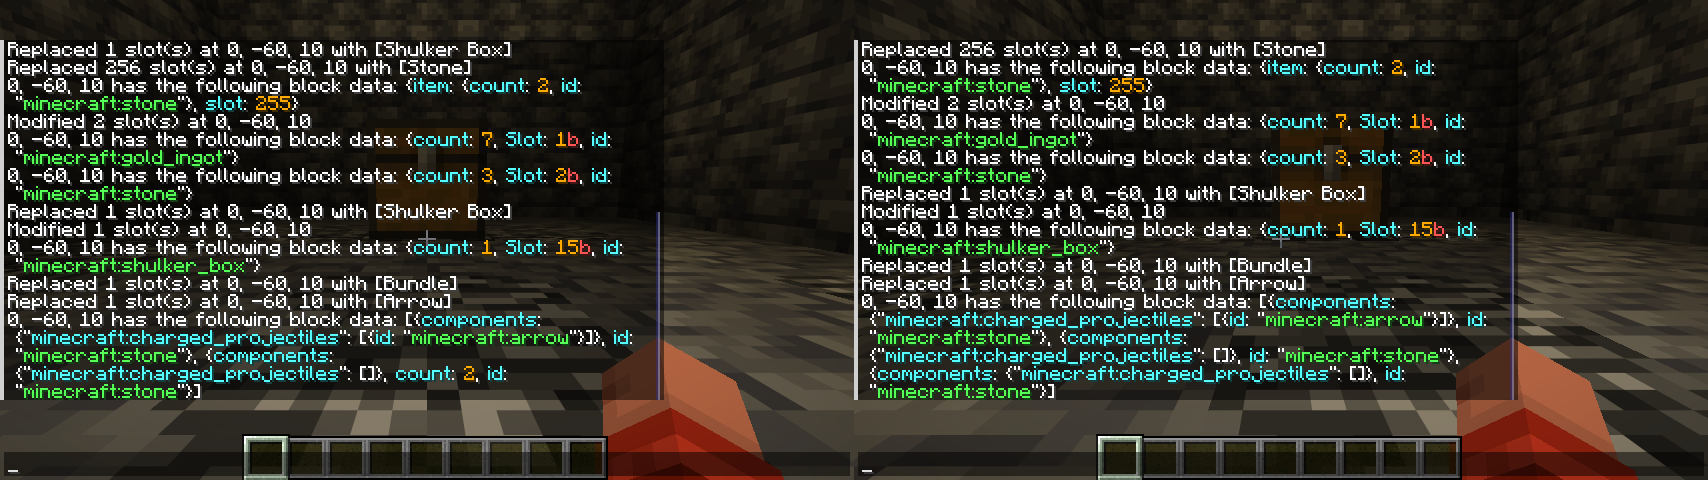 Replaced 1 slot(s) at 0, -60, 10 with [Shulker Box]
Replaced 256 slot(s) at 0, -60, 10 with [Stone]
0, -60, 10 has the following block data: {item: {count: 2, id:
"minecraft:stone"}, slot: 255}
Modified 2 slot(s) at 0, -60, 10
0, -60, 10 has the following block data: {count: 7, Slot: 1b, id:
"minecraft:gold_ingot"}
0, -60, 10 has the following block data: {count: 3, Slot: 2b, id:
"minecraft:stone"}
Replaced 1 slot(s) at 0, -60, 10 with [Shulker Box]
Modified 1 slot(s) at 0, -60, 10
0, -60, 10 has the following block data: {count: 1, Slot: 15b, id:
"minecraft:shulker_box"}
Replaced 1 slot(s) at 0, -60, 10 with [Bundle]
Replaced 1 slot(s) at 0, -60, 10 with [Arrow]
0, -60, 10 has the following block data: [{components:
{"minecraft:charged_projectiles": [{id: "minecraft:arrow"}]}, id:
"minecraft:stone"}, {components:
{"minecraft:charged_projectiles": []}, count: 2, id:
"minecraft:stone"}]
_
Replaced 256 slot(s) at 0, -60, 10 with [Stone]
0, -60, 10 has the following block data: {item: {count: 2, id:
"minecraft:stone"}, slot: 255}
Modified 2 slot(s) at 0, -60, 10
0, -60, 10 has the following block data: {count: 7, Slot: 1b, id:
"minecraft:gold_ingot"}
0, -60, 10 has the following block data: {count: 3, Slot: 2b, id:
"minecraft:stone"}
Replaced 1 slot(s) at 0, -60, 10 with [Shulker Box]
Modified 1 slot(s) at 0, -60, 10
0, -60, 10 has the following block data: {count: 1, Slot: 15b, id:
"minecraft:shulker_box"}
Replaced 1 slot(s) at 0, -60, 10 with [Bundle]
Replaced 1 slot(s) at 0, -60, 10 with [Arrow]
0, -60, 10 has the following block data: [{components:
{"minecraft:charged_projectiles": [{id: "minecraft:arrow"}]}, id:
"minecraft:stone"}, {components:
{"minecraft:charged_projectiles": []}, id: "minecraft:stone"},
{components: {"minecraft:charged_projectiles": []}, id:
"minecraft:stone"}]
_